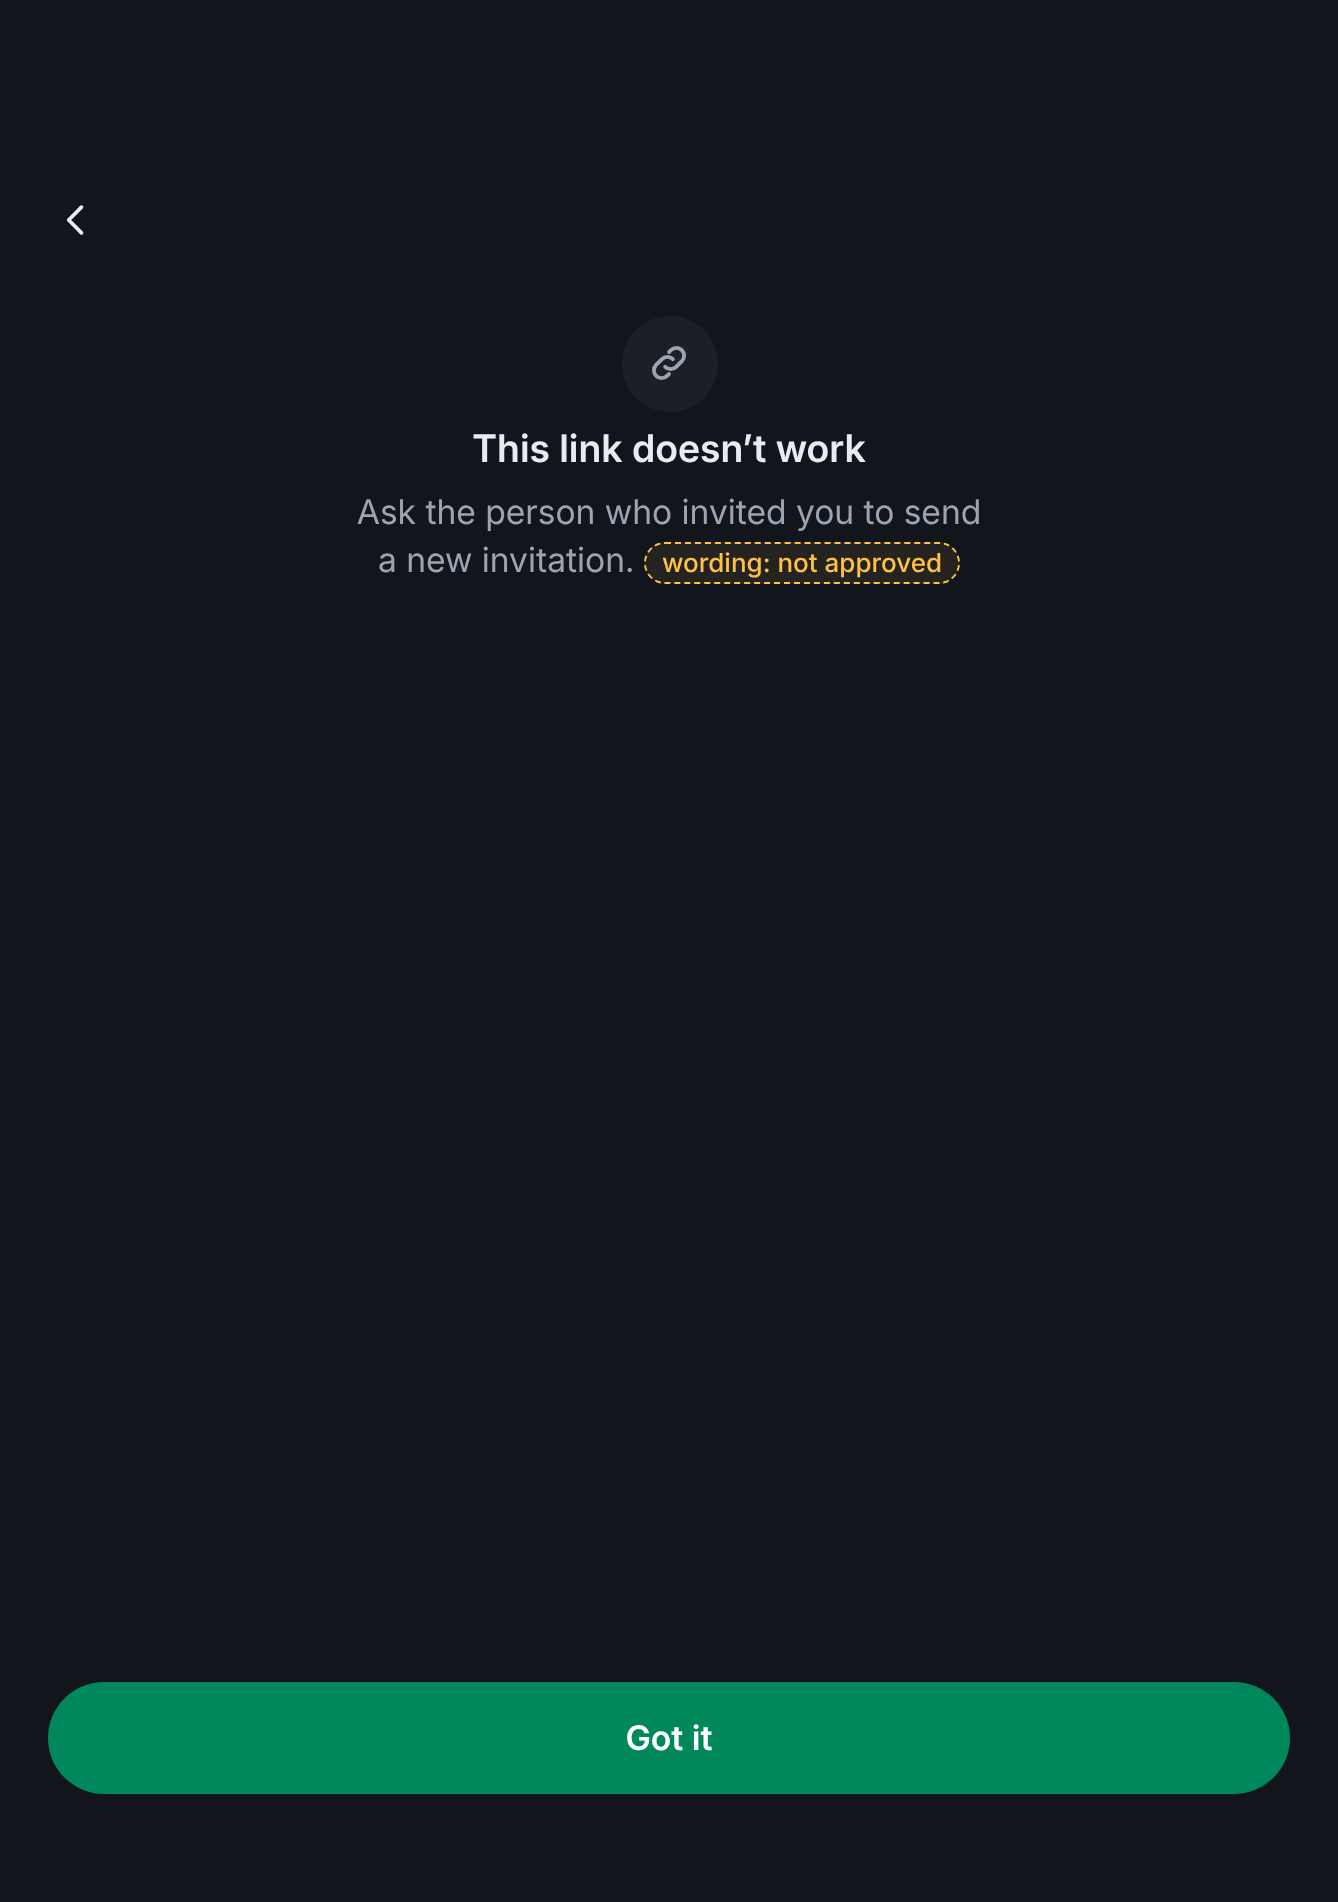 This link doesn’t work
Ask the person who invited you to send
a new invitation. wording: not approved
Got it